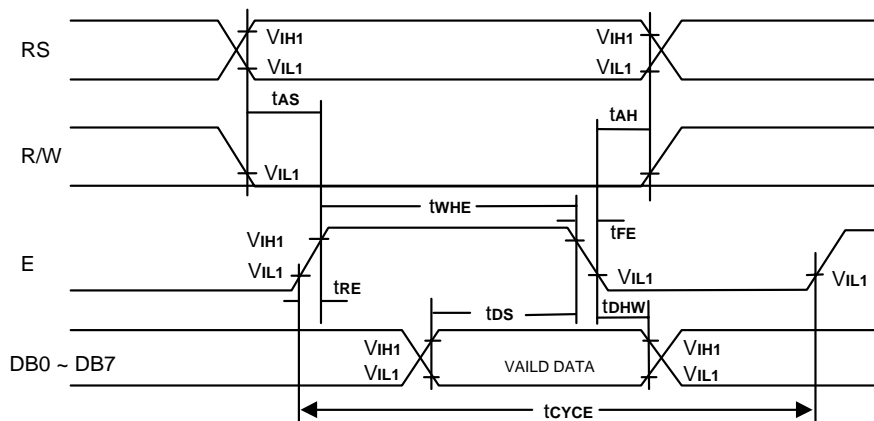 RS
VIH1
VIL1
VIH1
VIL1
tAS
tAH
R/W
VIL1
tWHE
tFE
E
VIH1
VIL1
VIL1
VIL1
tRE
tDS
tDHW
DB0 ~ DB7
VIH1
VIL1
VAILD DATA
VIH1
VIL1
tCYCE